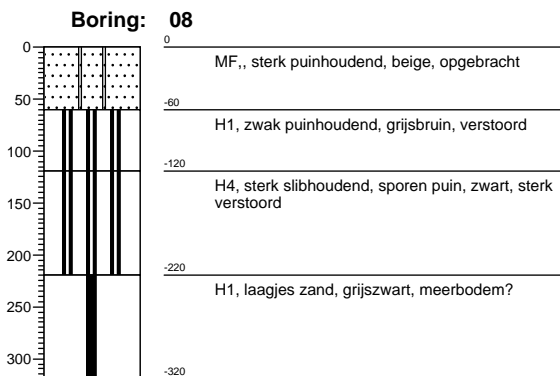 Boring: 08
0
0
MF,, sterk puinhoudend, beige, opgebracht
50
-60
H1, zwak puinhoudend, grijsbruin, verstoord
100
-120
H4, sterk slibhoudend, sporen puin, zwart, sterk
verstoord
150
200
-220
H1, laagjes zand, grijszwart, meerbodem?
250
300
-320